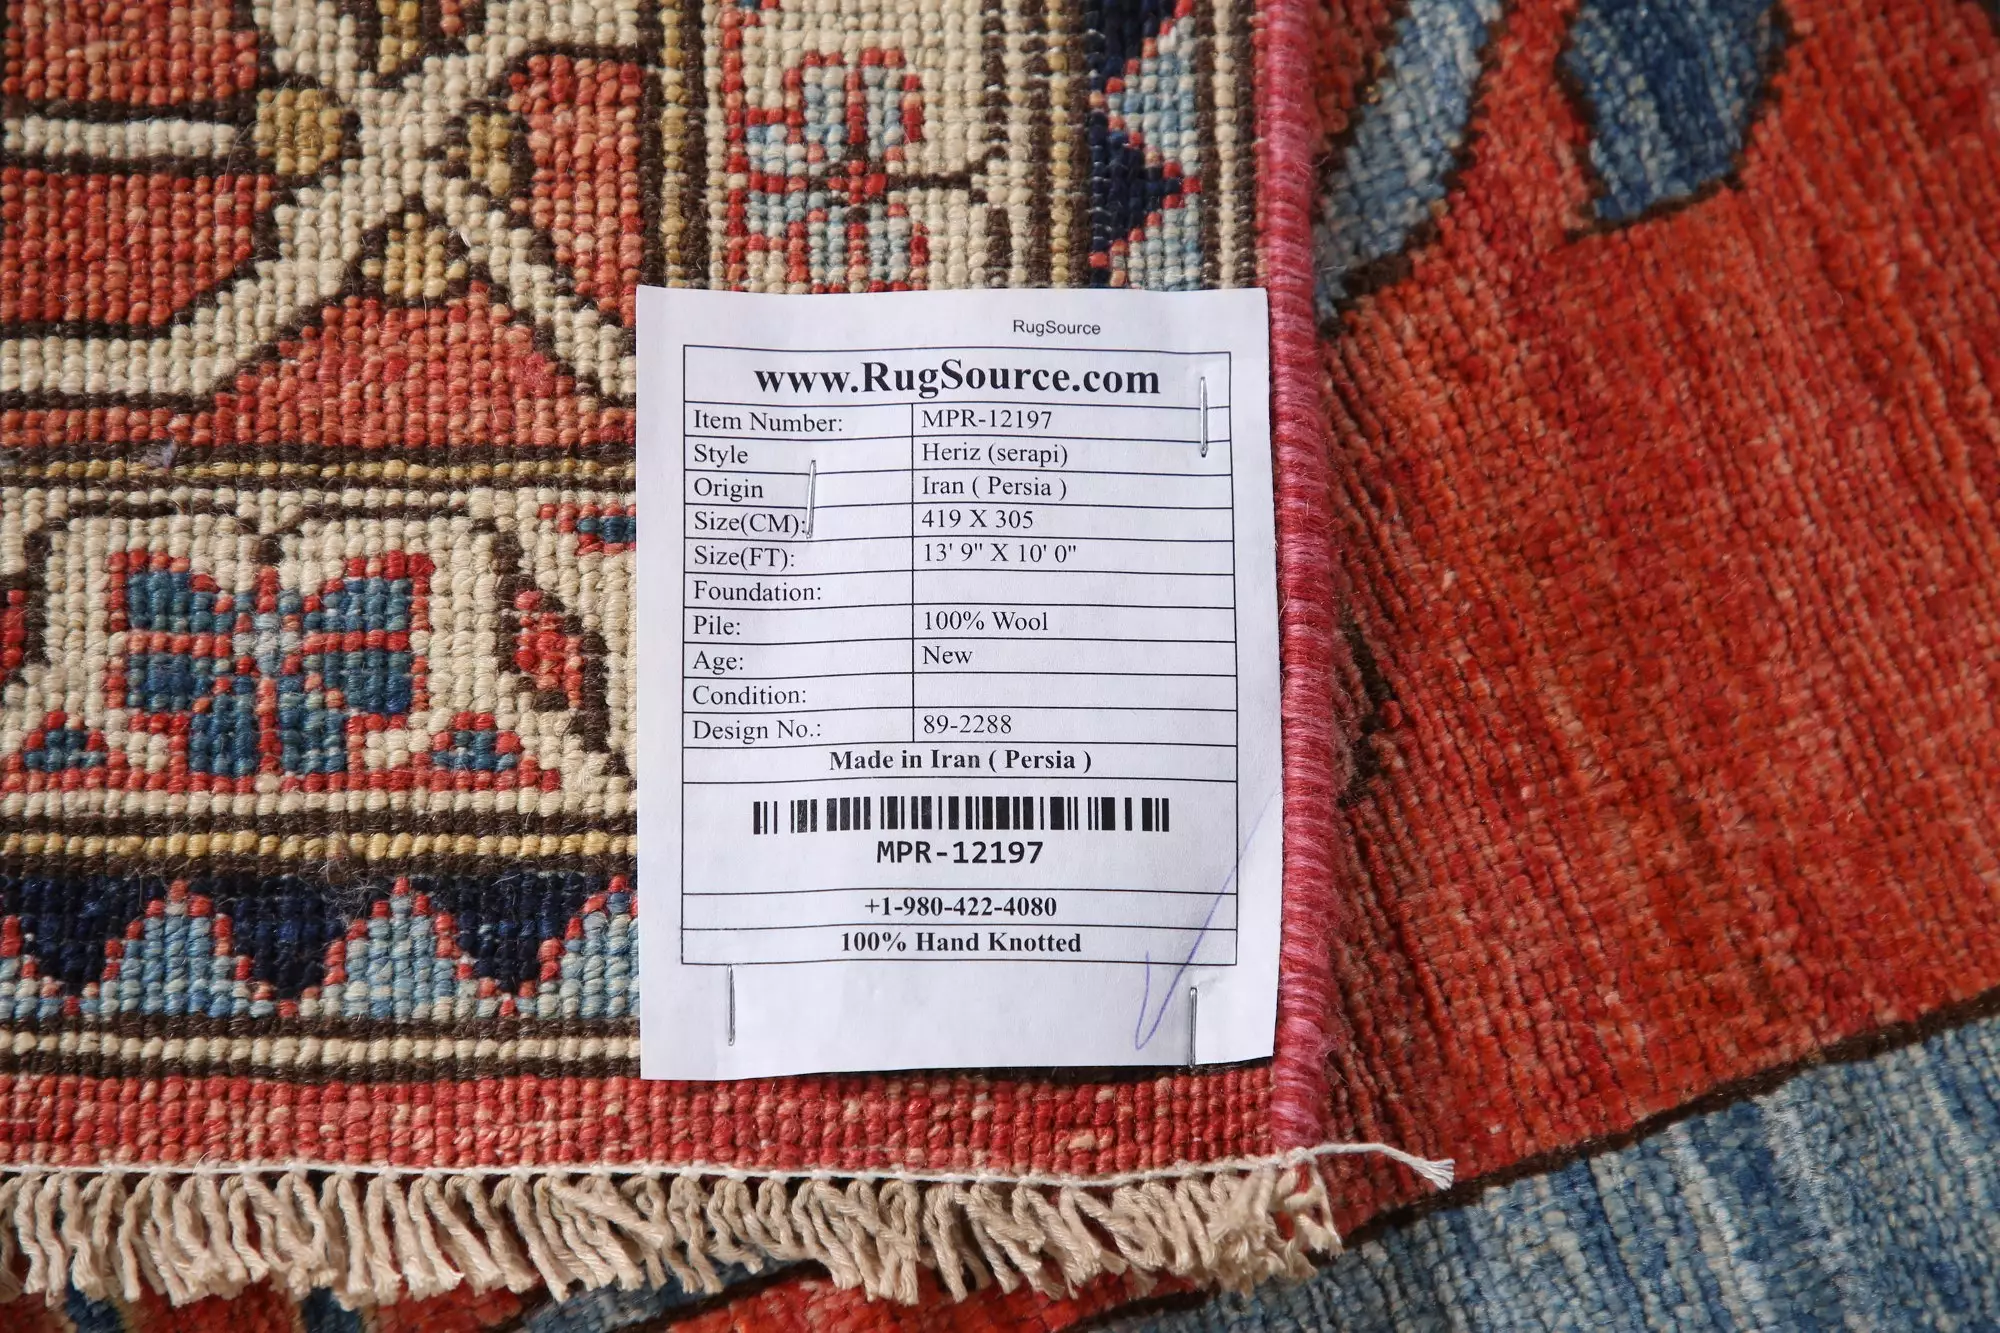 RugSource
www.RugSource.com
Item Number: MPR-12197
Style Heriz (serapi)
Origin Iran ( Persia )
Size(CM): 419 X 305
Size(FT): 13' 9" X 10' 0"
Foundation:
Pile: 100% Wool
Age: New
Condition:
Design No.: 89-2288
Made in Iran ( Persia )
MPR-12197
+1-980-422-4080
100% Hand Knotted